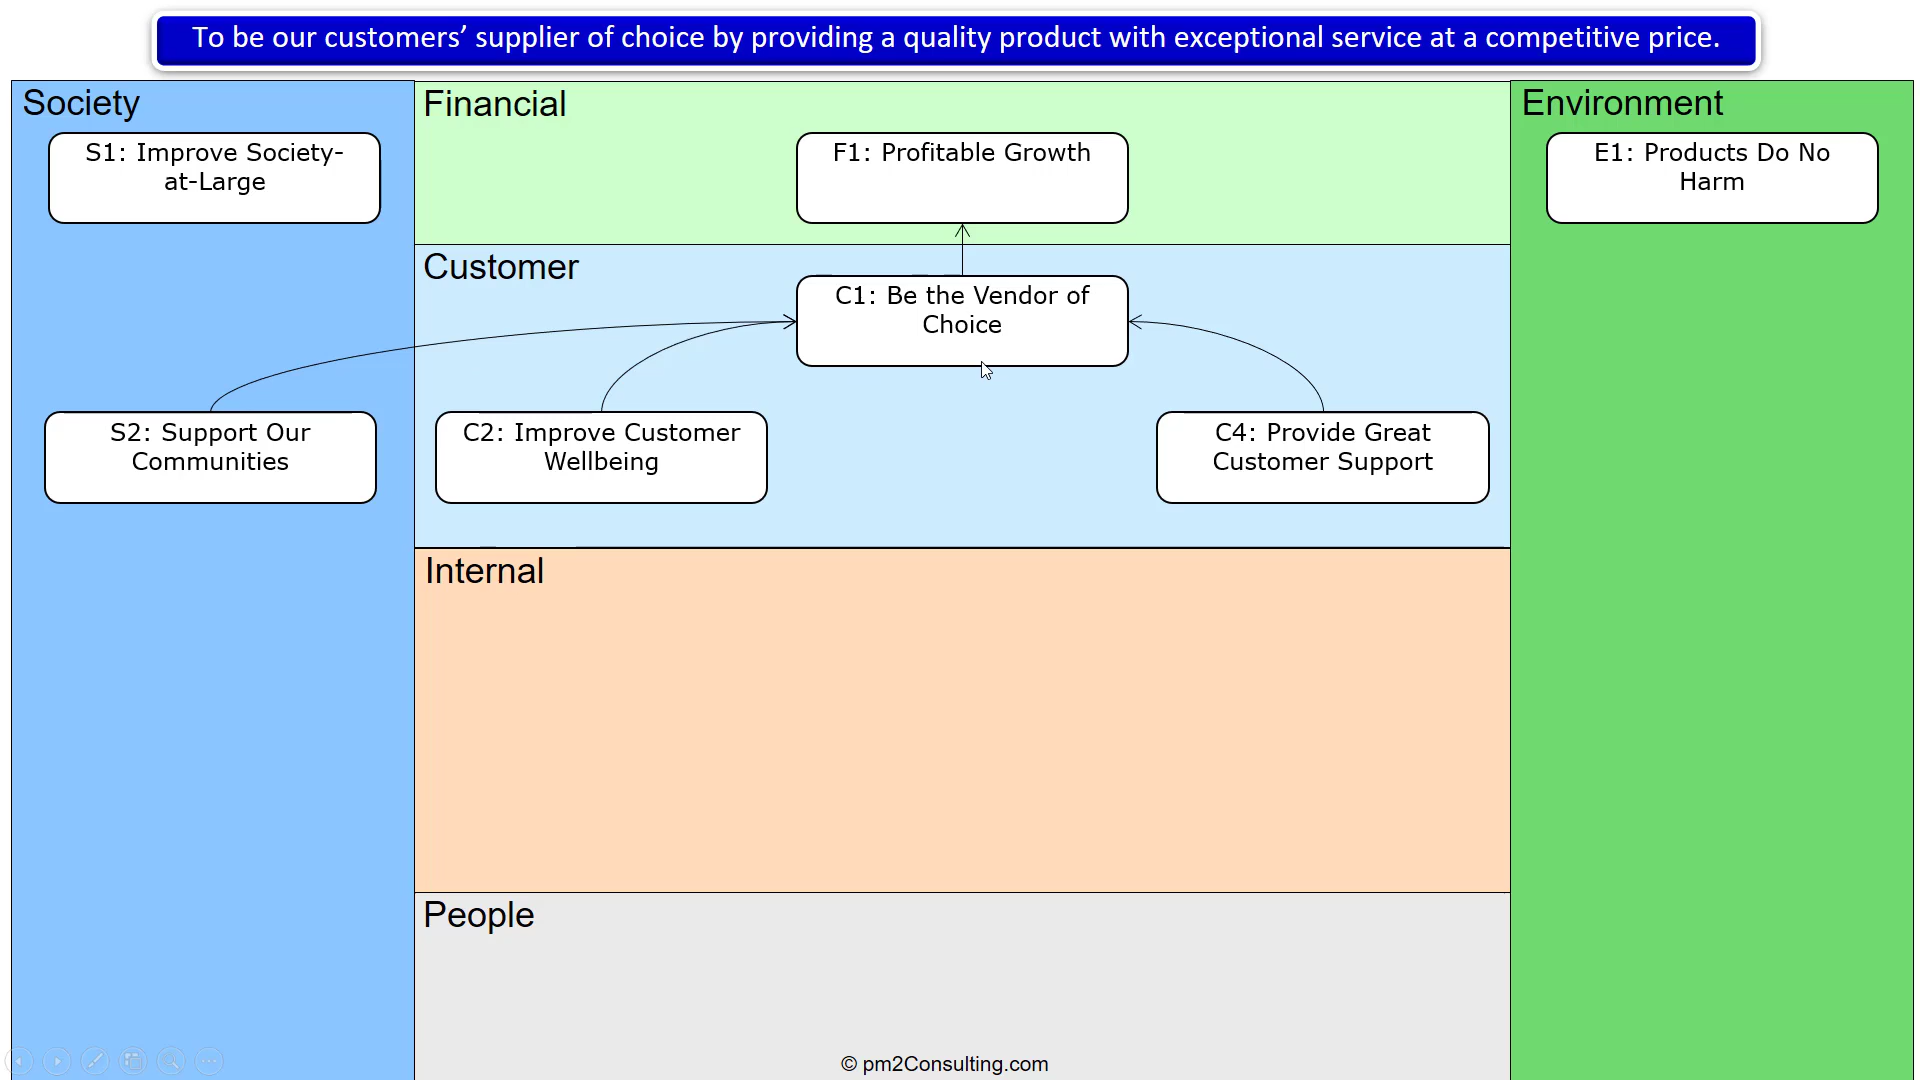 To be our customers’ supplier of choice by providing a quality product with exceptional service at a competitive price.
Society
S1: Improve Society-
at-Large
S2: Support Our
Communities
Financial
F1: Profitable Growth
Customer
C1: Be the Vendor of
Choice
C2: Improve Customer
Wellbeing
C4: Provide Great
Customer Support
Internal
People
© pm2Consulting.com
Environment
E1: Products Do No
Harm